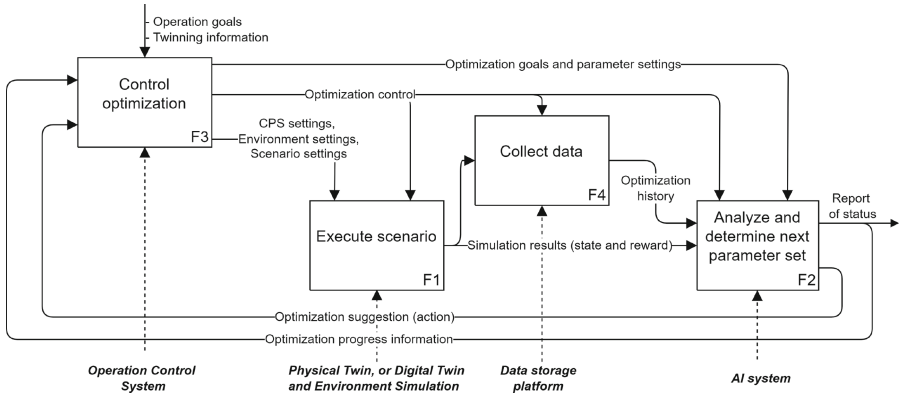 Operation goals
Twinning information
Control
optimization
F3
Optimization goals and parameter settings
Optimization control
CPS settings,
Environment settings,
Scenario settings
Collect data
F4
Optimization
history
Execute scenario
F1
Simulation results (state and reward)
Analyze and
determine next
parameter set
F2
Report
of status
Optimization suggestion (action)
Optimization progress information
Operation Control
System
Physical Twin, or Digital Twin
and Environment Simulation
Data storage
platform
AI system